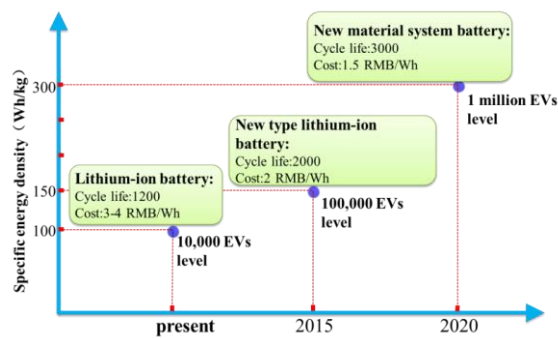 New material system battery:
Cycle life:3000
Cost:1.5 RMB/Wh
300
1 million EVs
level
New type lithium-ion
battery:
Cycle life:2000
Cost:2 RMB/Wh
Lithium-ion battery:
Cycle life:1200
Cost:3-4 RMB/Wh
150
100,000 EVs
level
100
10,000 EVs
level
Specific energy density（Wh/kg）
present
2015
2020